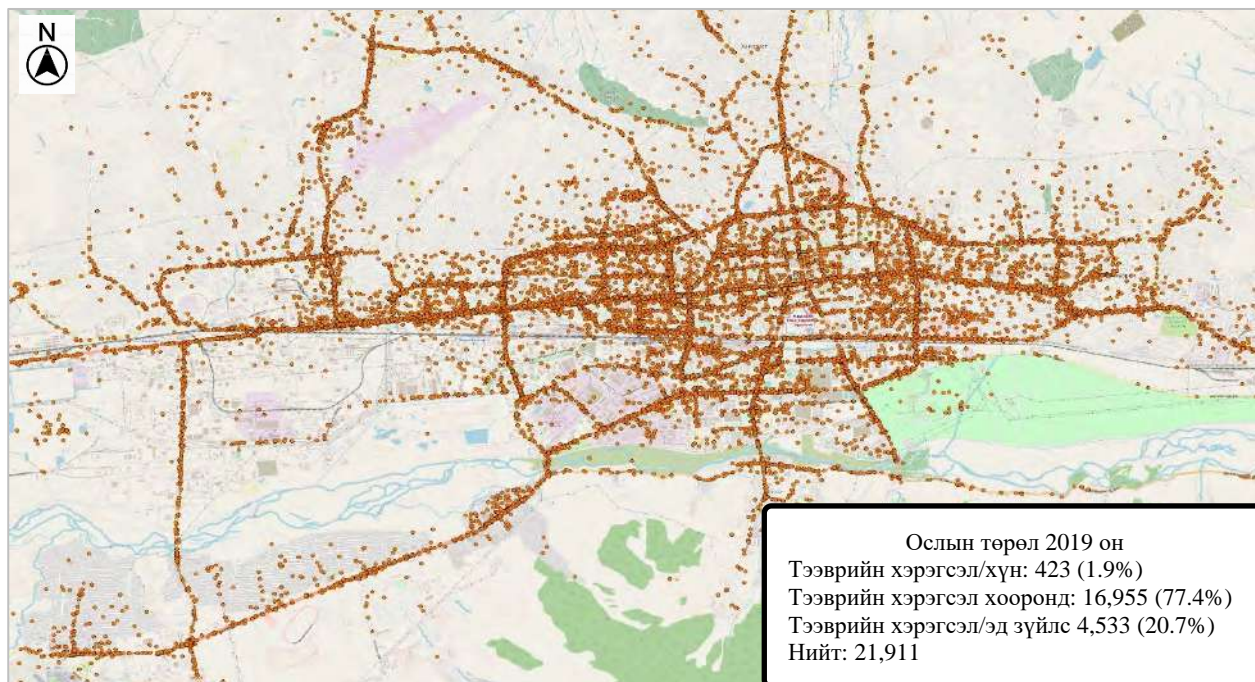 N
Ослын төрөл 2019 он
Тээврийн хэрэгсэл/хүн: 423 (1.9%)
Тээврийн хэрэгсэл хооронд: 16,955 (77.4%)
Тээврийн хэрэгсэл/эд зүйлс 4,533 (20.7%)
Нийт: 21,911